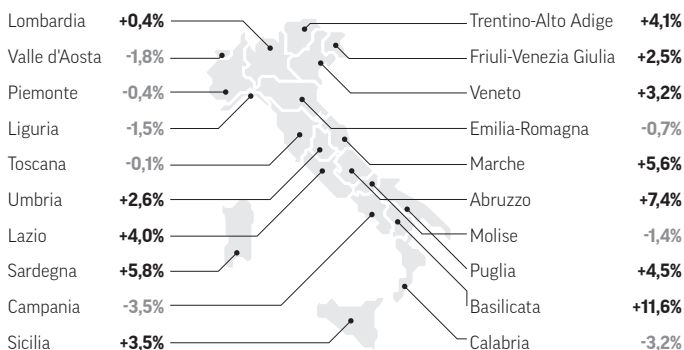 Lombardia +0,4%
Valle d'Aosta -1,8%
Piemonte -0,4%
Liguria -1,5%
Toscana -0,1%
Umbria +2,6%
Lazio +4,0%
Sardegna +5,8%
Campania -3,5%
Sicilia +3,5%
Trentino-Alto Adige +4,1%
Friuli-Venezia Giulia +2,5%
Veneto +3,2%
Emilia-Romagna -0,7%
Marche +5,6%
Abruzzo +7,4%
Molise -1,4%
Puglia +4,5%
Basilicata +11,6%
Calabria -3,2%